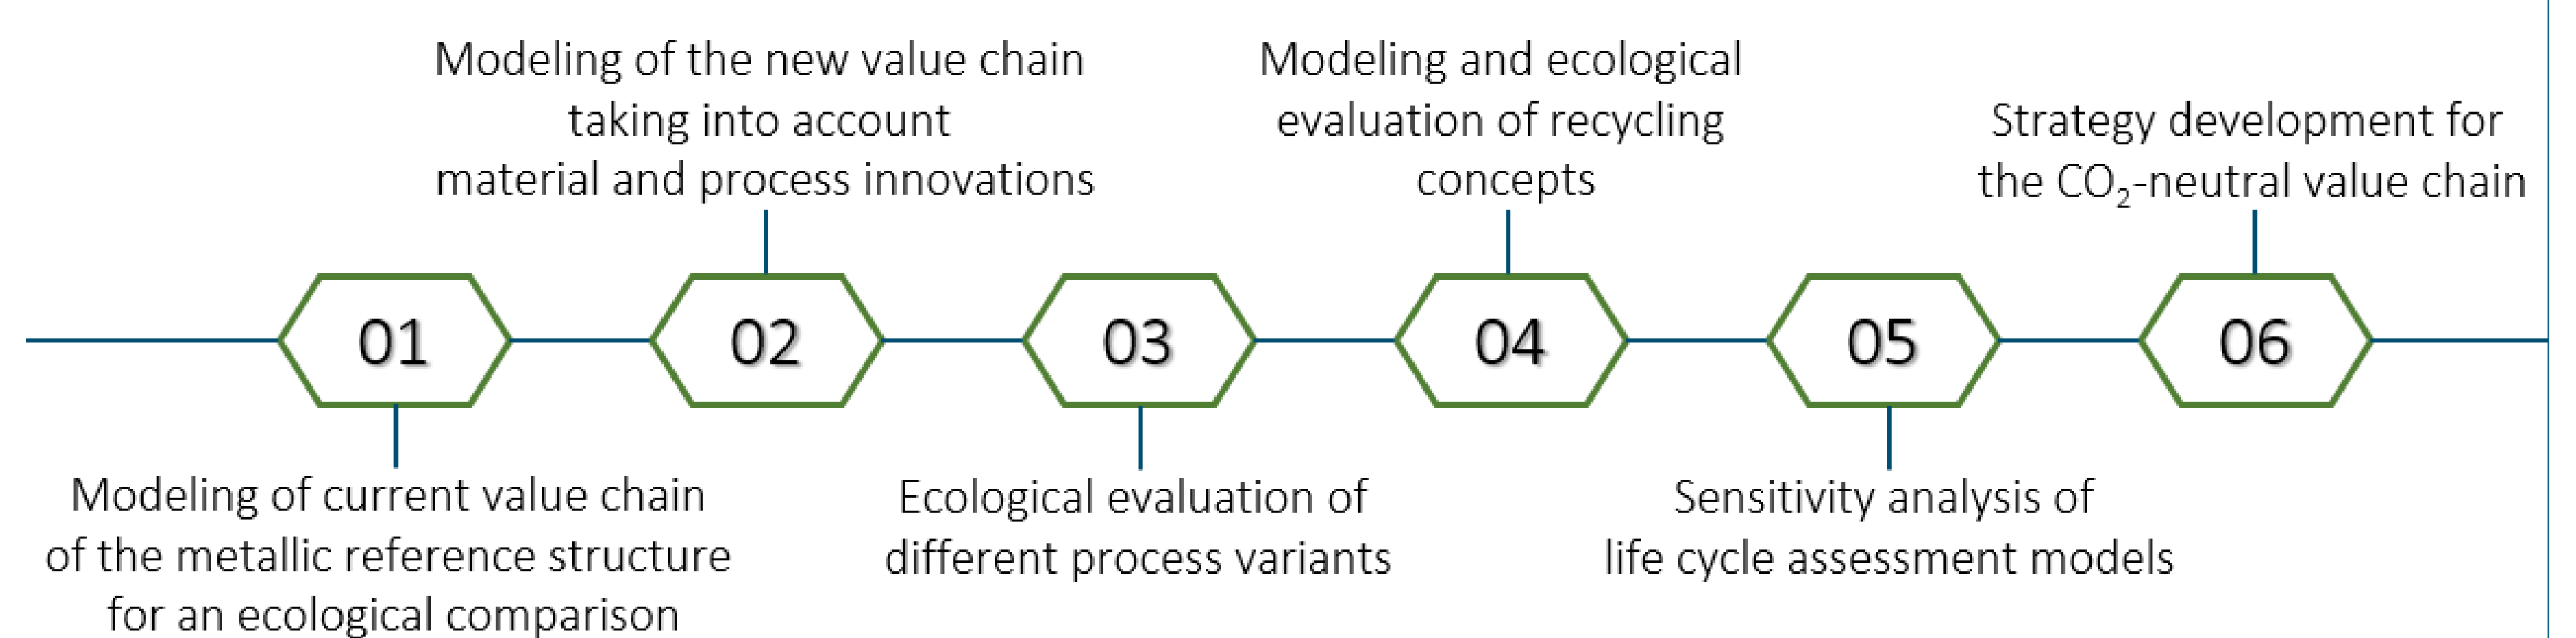 Modeling of the new value chain
taking into account
material and process innovations
Modeling and ecological
evaluation of recycling
concepts
Strategy development for
the CO₂-neutral value chain
01
02
03
04
05
06
Modeling of current value chain
of the metallic reference structure
for an ecological comparison
Ecological evaluation of
different process variants
Sensitivity analysis of
life cycle assessment models